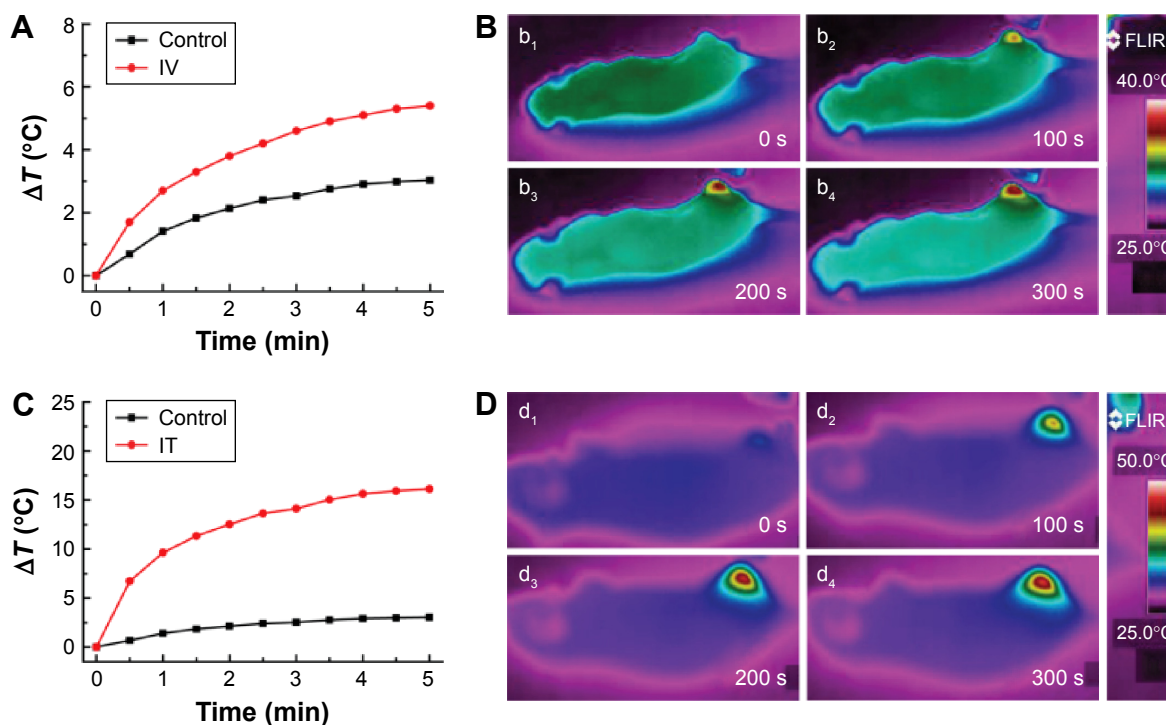 A
8
6
4
2
0
ΔT (°C)
Control
IV
0 1 2 3 4 5
Time (min)
B
b1
0 s
b2
100 s
b3
200 s
b4
300 s
FLIR
40.0°C
25.0°C
C
25
20
15
10
5
0
ΔT (°C)
Control
IT
0 1 2 3 4 5
Time (min)
D
d1
0 s
d2
100 s
d3
200 s
d4
300 s
FLIR
50.0°C
25.0°C